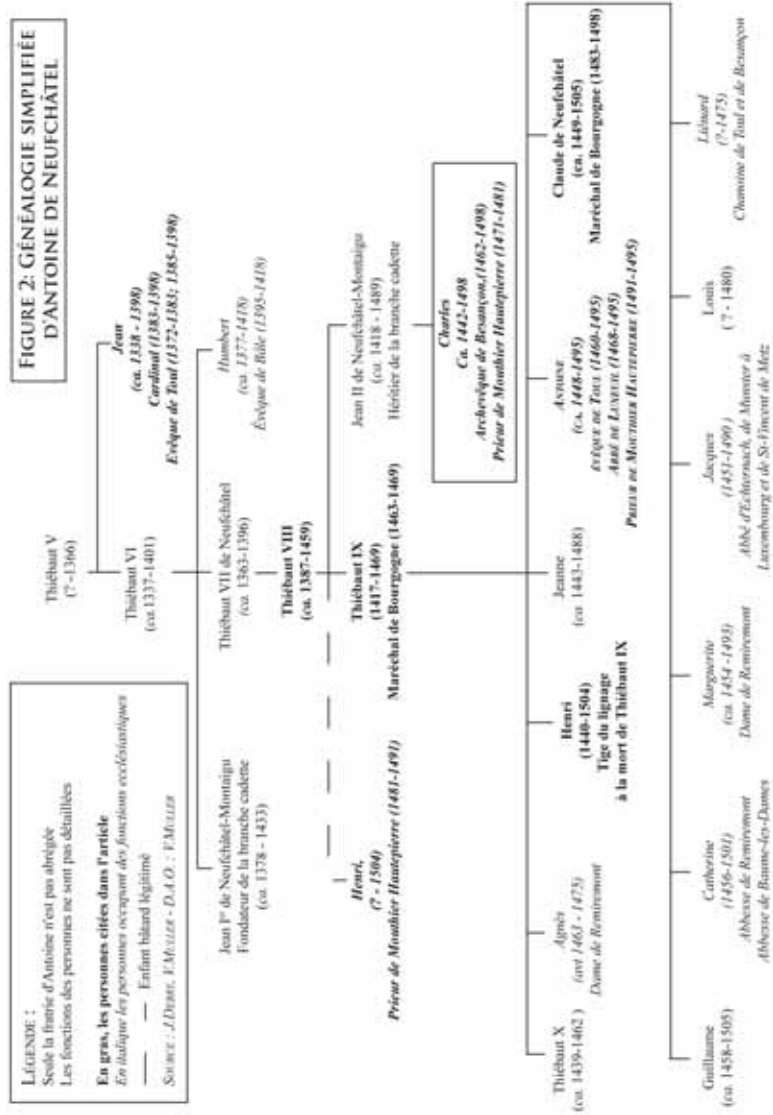 FIGURE 2: GÉNÉALOGIE SIMPLIFIÉE
D'ANTOINE DE NEUFCHÂTEL
LÉGENDE :
Seule la fratrie d'Antoine n'est pas abrégée
Les fonctions des personnes ne sont pas détaillées
En gras, les personnes citées dans l'article
En italique les personnes occupant des fonctions ecclésiastiques
Enfant bâtard légitimé
SOURCE : J.DEBRY, V.MULLER - D.A.O. : V.MULLER
Thiébaut V
(? -1366)
Thiébaut VI
(ca.1337-1401)
Jean
(ca. 1338 - 1398)
Cardinal (1383-1398)
Evêque de Toul (1372-1383; 1385-1398)
Jean Ier de Neufchâtel-Montaigu
Fondateur de la branche cadette
(ca. 1378 - 1433)
Thiébaut VII de Neufchâtel
(ca. 1363-1396)
Humbert
(ca. 1377-1418)
Évêque de Bâle (1395-1418)
Thiébaut VIII
(ca. 1387-1459)
Henri,
(? - 1504)
Prieur de Mouthier Hautepierre (1481-1491)
Thiébaut IX
(1417-1469)
Maréchal de Bourgogne (1463-1469)
Jean II de Neufchâtel-Montaigu
(ca. 1418 - 1489)
Héritier de la branche cadette
Charles
Ca. 1442-1498
Archevêque de Besançon,(1462-1498)
Prieur de Mouthier Hautepierre (1471-1481)
Thiébaut X
(ca. 1439-1462 )
Agnès
(avt 1463 - 1475)
Dame de Remiremont
Henri
(1440-1504)
Tige du lignage
à la mort de Thiébaut IX
Jeanne
(ca. 1443-1488)
ANTOINE
(CA. 1448-1495)
ÉVÊQUE DE TOUL (1460-1495)
ABBÉ DE LUXEUIL (1468-1495)
PRIEUR DE MOUTHIER HAUTEPIERRE (1491-1495)
Claude de Neufchâtel
(ca. 1449-1505)
Maréchal de Bourgogne (1483-1498)
Guillaume
(ca. 1458-1505)
Catherine
(1456-1501)
Abbesse de Remiremont
Abbesse de Baume-les-Dames
Marguerite
(ca. 1454 -1493)
Dame de Remiremont
Jacques
(1451-1490 )
Abbé d'Echternach, de Munster à
Luxembourg et de St-Vincent de Metz
Louis
( ? - 1480)
Liénard
(?-1475)
Chanoine de Toul et de Besançon